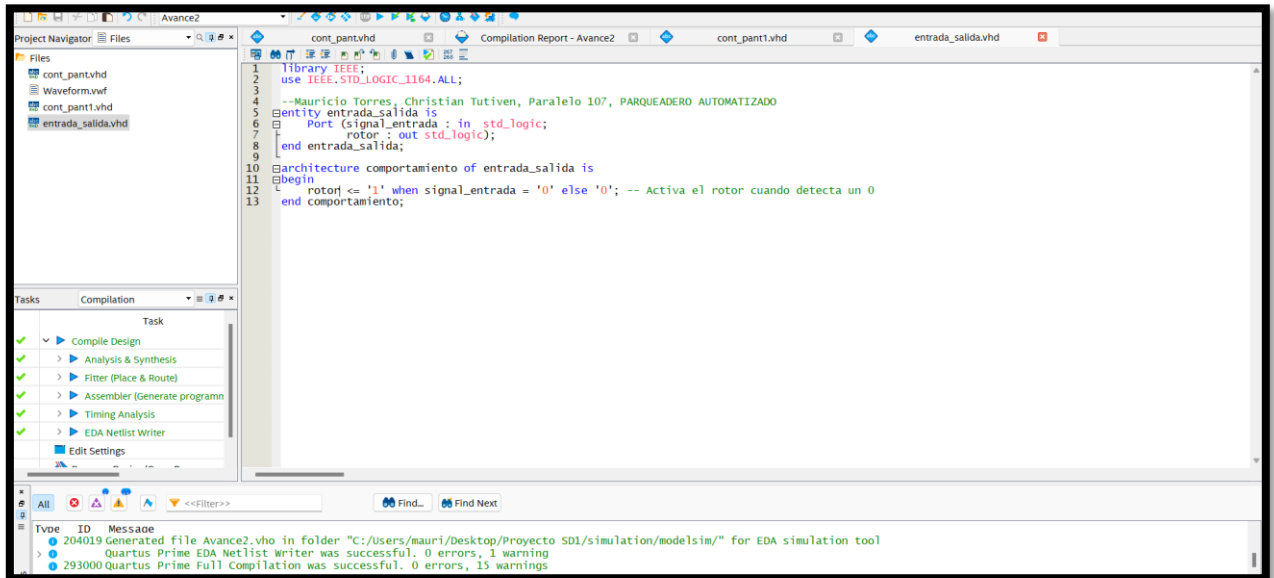 Avance2
Project Navigator Files
cont_pant.vhd
Compilation Report - Avance2
cont_pant1.vhd
entrada_salida.vhd
Files
cont_pant.vhd
Waveform.vwf
cont_pant1.vhd
entrada_salida.vhd
1 library IEEE;
2 use IEEE.STD_LOGIC_1164.ALL;
3
4 --Mauricio Torres, Christian Tutiven, Paralelo 107, PARQUEADERO AUTOMATIZADO
5 entity entrada_salida is
6 Port (signal_entrada : in std_logic;
7 rotor : out std_logic);
8 end entrada_salida;
9
10 architecture comportamiento of entrada_salida is
11 begin
12 rotor <= '1' when signal_entrada = '0' else '0'; -- Activa el rotor cuando detecta un 0
13 end comportamiento;
Tasks Compilation
Task
Compile Design
Analysis & Synthesis
Fitter (Place & Route)
Assembler (Generate programm
Timing Analysis
EDA Netlist Writer
Edit Settings
All <<Filter>> Find... Find Next
Type ID Message
204019 Generated file Avance2.vho in folder "C:/Users/mauri/Desktop/Proyecto SD1/simulation/modelsim/" for EDA simulation tool
Quartus Prime EDA Netlist Writer was successful. 0 errors, 1 warning
293000 Quartus Prime Full Compilation was successful. 0 errors, 15 warnings